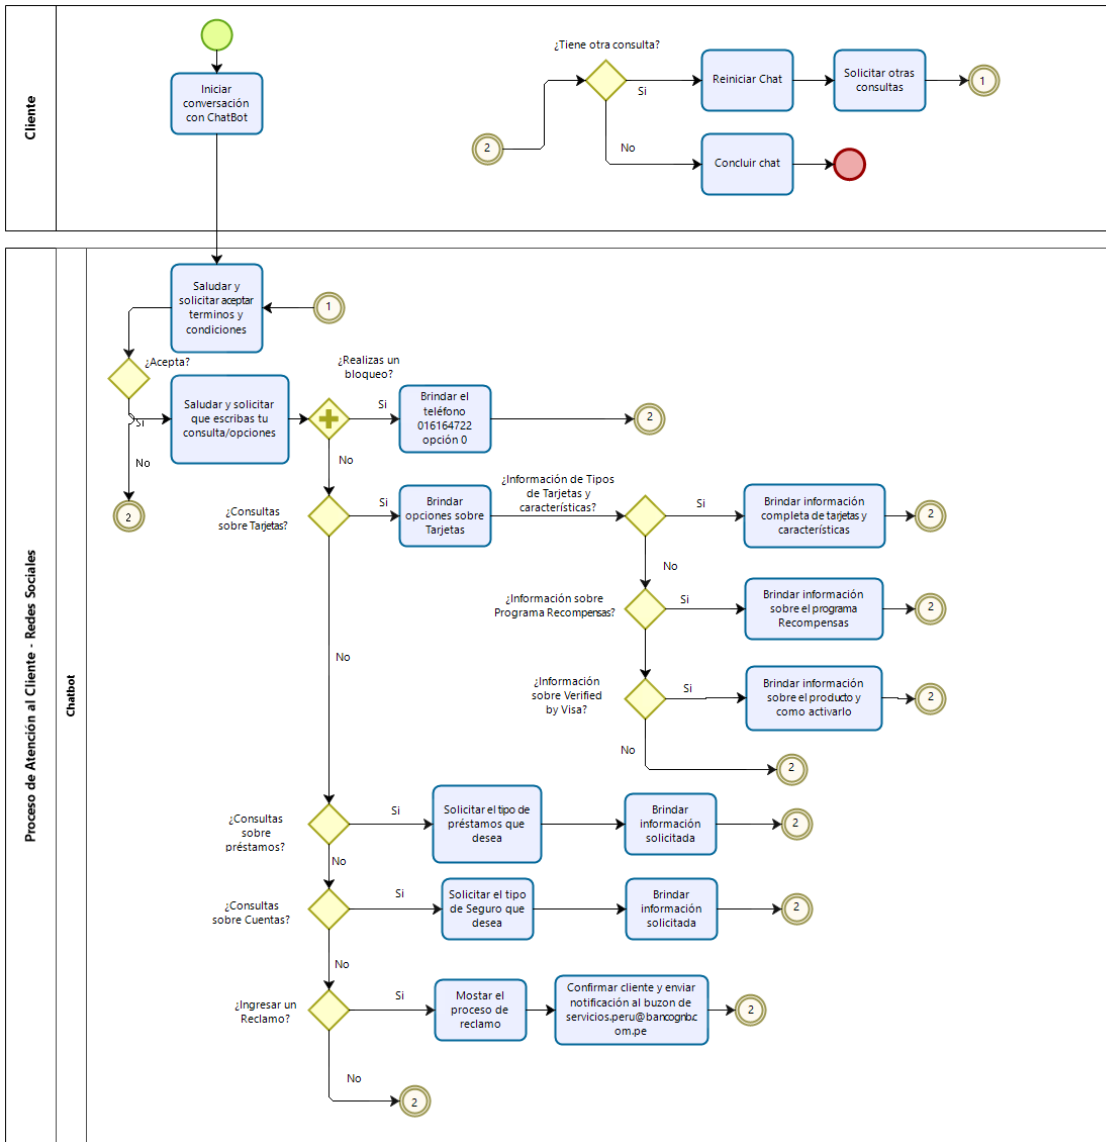 Cliente
¿Tiene otra consulta?
Iniciar
conversación
con ChatBot
Si
Reiniciar Chat
Solicitar otras
consultas
1
2
No
Concluir chat
Proceso de Atención al Cliente - Redes Sociales
Chatbot
Saludar y
solicitar aceptar
terminos y
condiciones
1
¿Acepta?
Si
No
2
Saludar y solicitar
que escribas tu
consulta/opciones
¿Realizas un
bloqueo?
Si
Brindar el
teléfono
016164722
opción 0
2
No
¿Consultas
sobre Tarjetas?
Si
Brindar
opciones sobre
Tarjetas
¿Información de Tipos
de Tarjetas y
características?
Si
Brindar información
completa de tarjetas y
características
2
No
¿Información sobre
Programa Recompensas?
Si
Brindar información
sobre el programa
Recompensas
2
No
¿Información
sobre Verified
by Visa?
Si
Brindar información
sobre el producto y
como activarlo
2
No
2
¿Consultas
sobre
préstamos?
Si
Solicitar el tipo de
préstamos que
desea
Brindar
información
solicitada
2
No
¿Consultas
sobre Cuentas?
Si
Solicitar el tipo
de Seguro que
desea
Brindar
información
solicitada
2
No
¿Ingresar un
Reclamo?
Si
Mostar el
proceso de
reclamo
Confirmar cliente y enviar
notificación al buzon de
servicios.peru@bancognb.c
om.pe
2
No
2